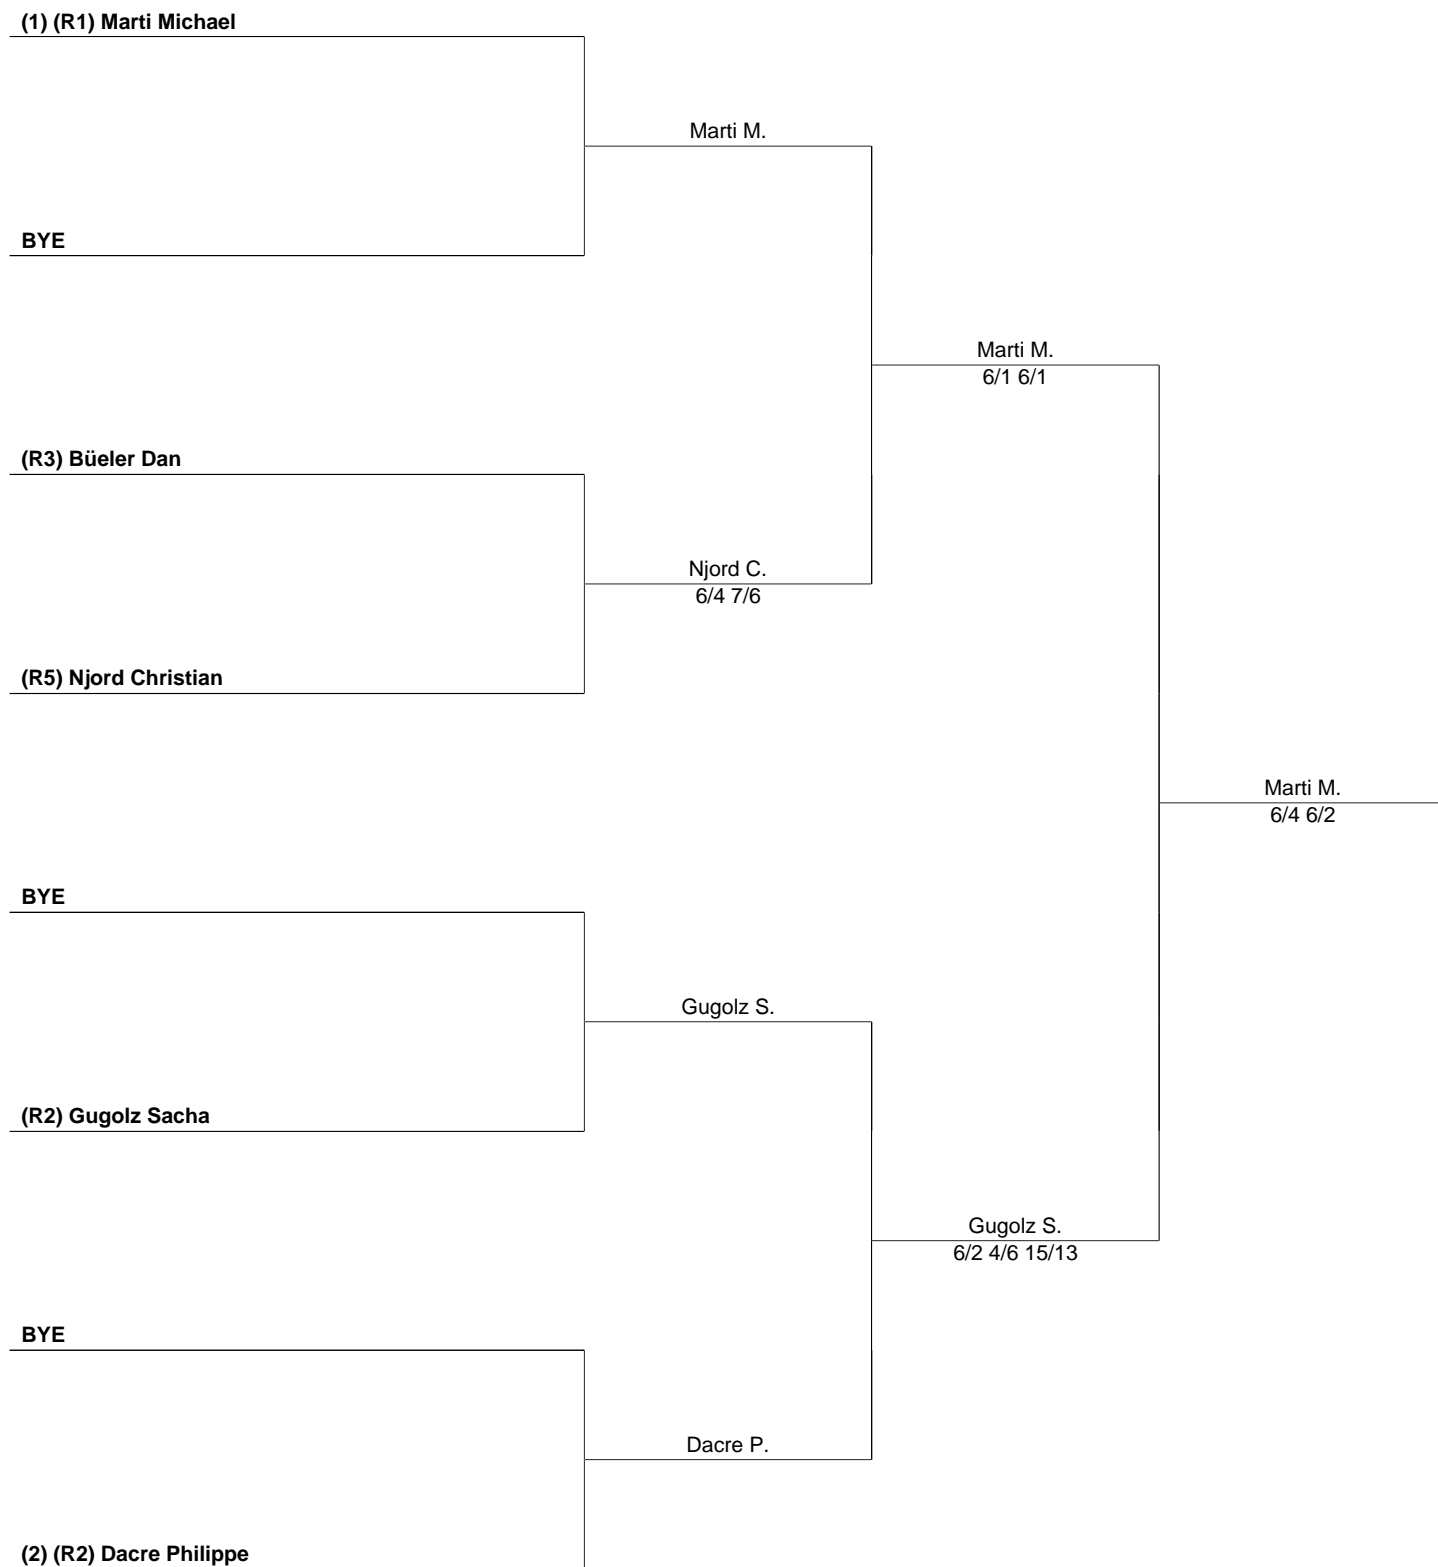 (1) (R1) Marti Michael
Marti M.
BYE
Marti M.
6/1 6/1
(R3) Büeler Dan
Njord C.
6/4 7/6
(R5) Njord Christian
Marti M.
6/4 6/2
BYE
Gugolz S.
(R2) Gugolz Sacha
Gugolz S.
6/2 4/6 15/13
BYE
Dacre P.
(2) (R2) Dacre Philippe